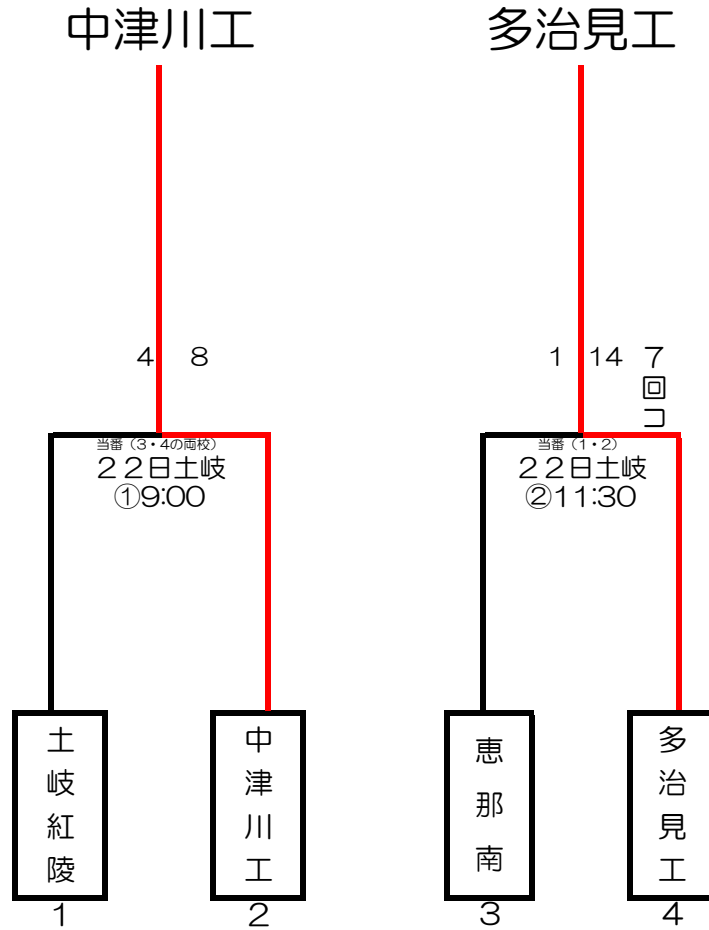 中津川工
多治見工
4 8
1 14 7回コ
当番（3・4の両校）
２２日土岐
①9:00
当番（1・2）
２２日土岐
②11:30
土岐紅陵
中津川工
恵那南
多治見工
1 2 3 4